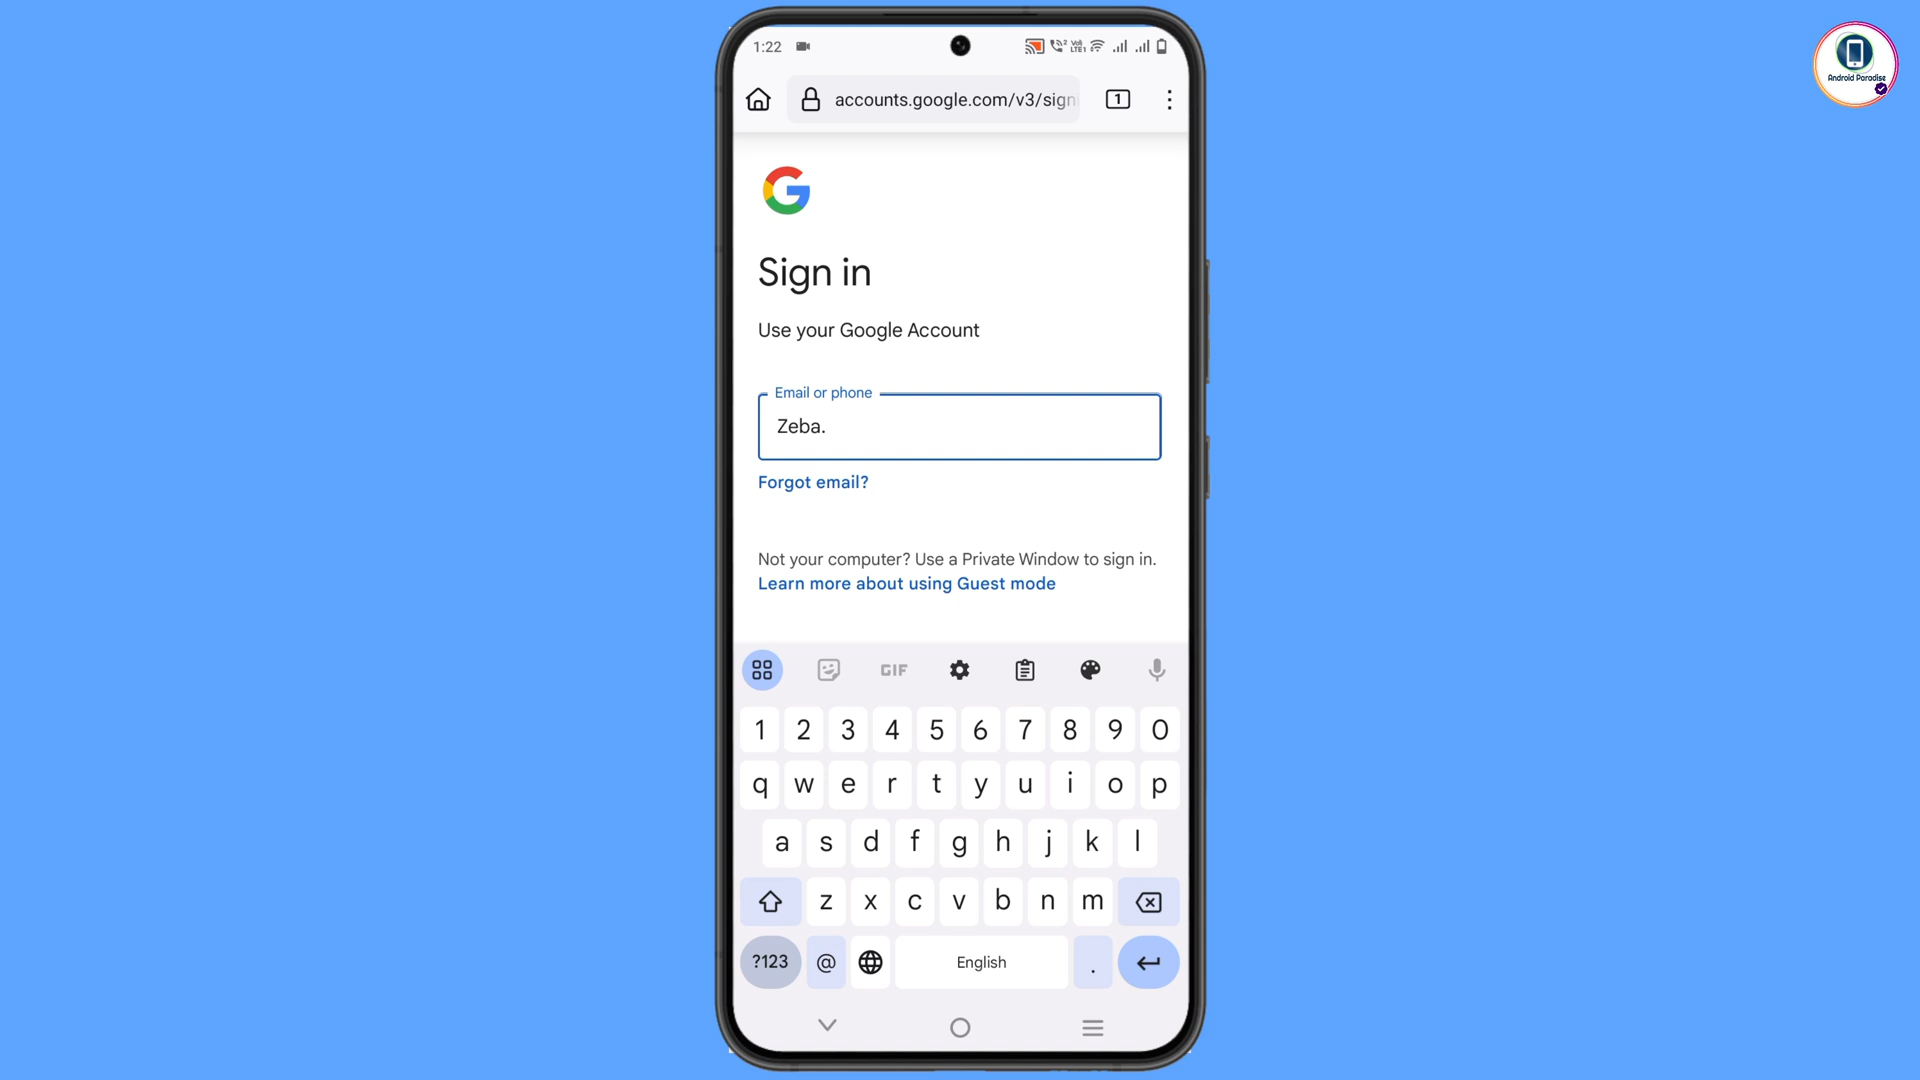 1:22
Android Paradise
accounts.google.com/v3/sign
1
Sign in
Use your Google Account
Email or phone
Zeba.
Forgot email?
Not your computer? Use a Private Window to sign in.
Learn more about using Guest mode
GIF
1 2 3 4 5 6 7 8 9 0
q w e r t y u i o p
a s d f g h j k l
z x c v b n m
?123 @ English .